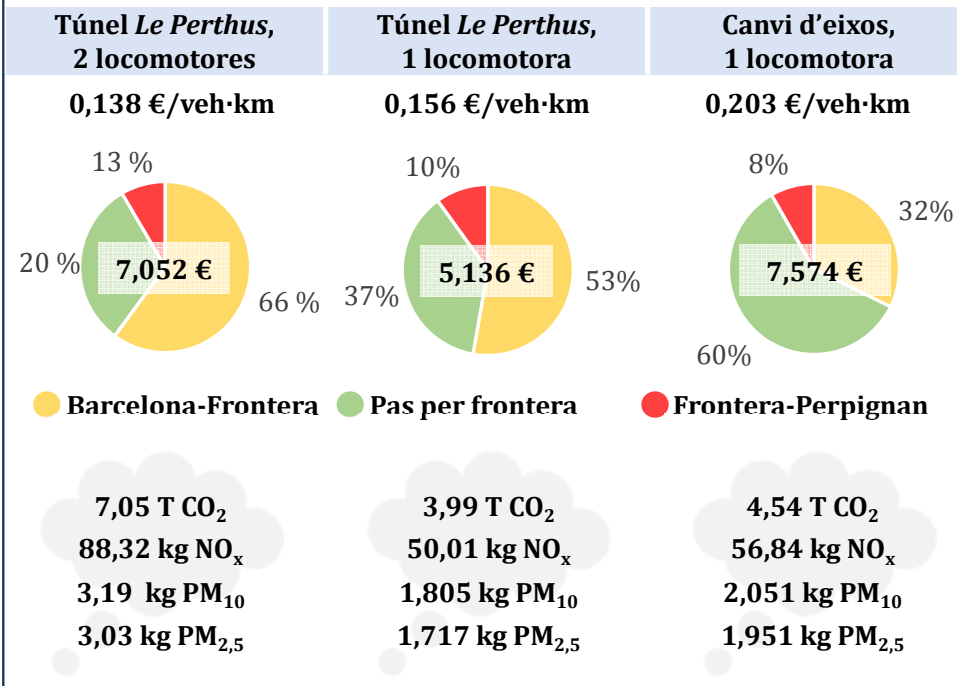 Túnel Le Perthus,
2 locomotores
Túnel Le Perthus,
1 locomotora
Canvi d'eixos,
1 locomotora
0,138 €/veh·km
0,156 €/veh·km
0,203 €/veh·km
13 %
20 %
7,052 €
66 %
10%
37%
5,136 €
53%
8%
32%
7,574 €
60%
Barcelona-Frontera
Pas per frontera
Frontera-Perpignan
7,05 T CO₂
88,32 kg NOₓ
3,19 kg PM₁₀
3,03 kg PM₂,₅
3,99 T CO₂
50,01 kg NOₓ
1,805 kg PM₁₀
1,717 kg PM₂,₅
4,54 T CO₂
56,84 kg NOₓ
2,051 kg PM₁₀
1,951 kg PM₂,₅